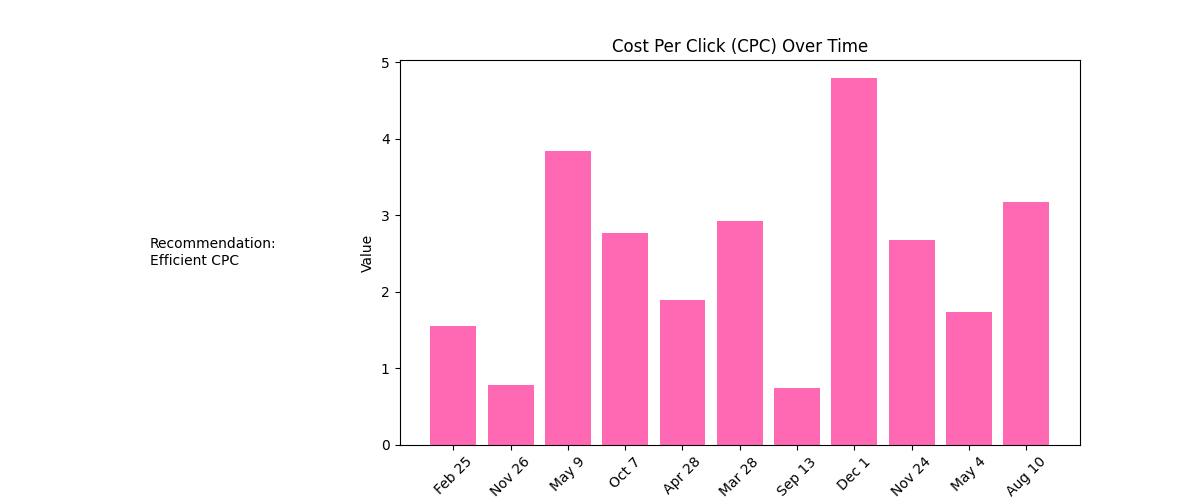 Cost Per Click (CPC) Over Time
Recommendation:
Efficient CPC
Value
5
4
3
2
1
0
Feb 25
Nov 26
May 9
Oct 7
Apr 28
Mar 28
Sep 13
Dec 1
Nov 24
May 4
Aug 10